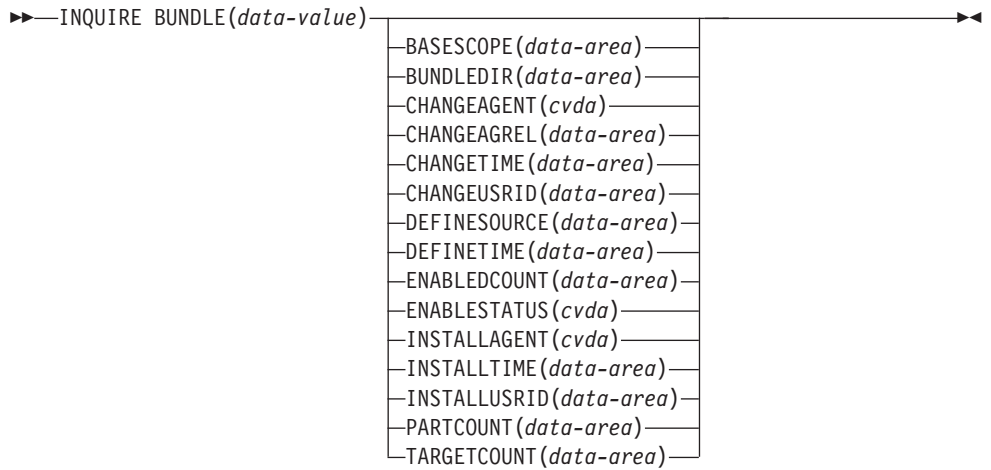 INQUIRE BUNDLE(data-value)
BASESCOPE(data-area)
BUNDLEDIR(data-area)
CHANGEAGENT(cvda)
CHANGEAGREL(data-area)
CHANGETIME(data-area)
CHANGEUSRID(data-area)
DEFINESOURCE(data-area)
DEFINETIME(data-area)
ENABLEDCOUNT(data-area)
ENABLESTATUS(cvda)
INSTALLAGENT(cvda)
INSTALLTIME(data-area)
INSTALLUSRID(data-area)
PARTCOUNT(data-area)
TARGETCOUNT(data-area)